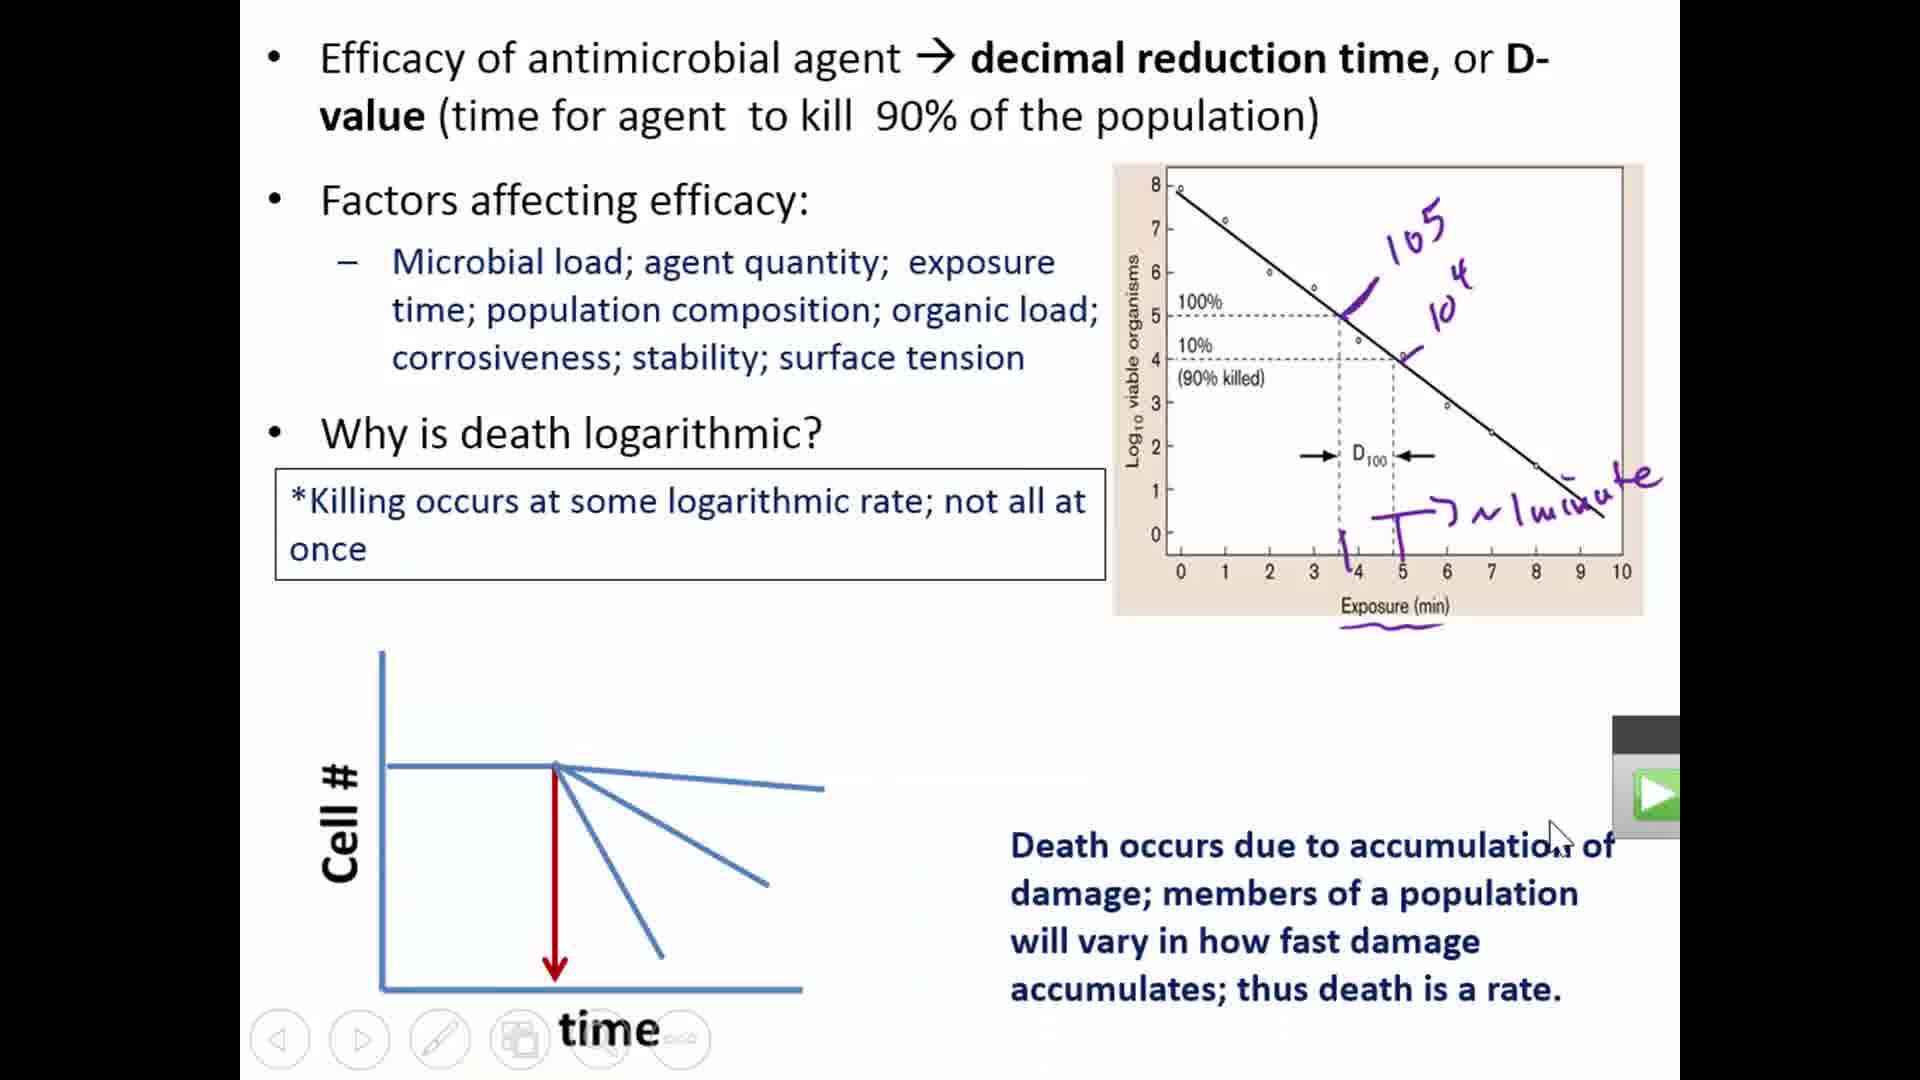 • Efficacy of antimicrobial agent → decimal reduction time, or D-
value (time for agent to kill 90% of the population)
• Factors affecting efficacy:
– Microbial load; agent quantity; exposure
time; population composition; organic load;
corrosiveness; stability; surface tension
• Why is death logarithmic?
*Killing occurs at some logarithmic rate; not all at
once
Log10 viable organisms
8
7
6
5
4
3
2
1
0
100%
10%
(90% killed)
D100
10^5
10^4
~1 minute
0 1 2 3 4 5 6 7 8 9 10
Exposure (min)
Cell #
time
Death occurs due to accumulation of
damage; members of a population
will vary in how fast damage
accumulates; thus death is a rate.